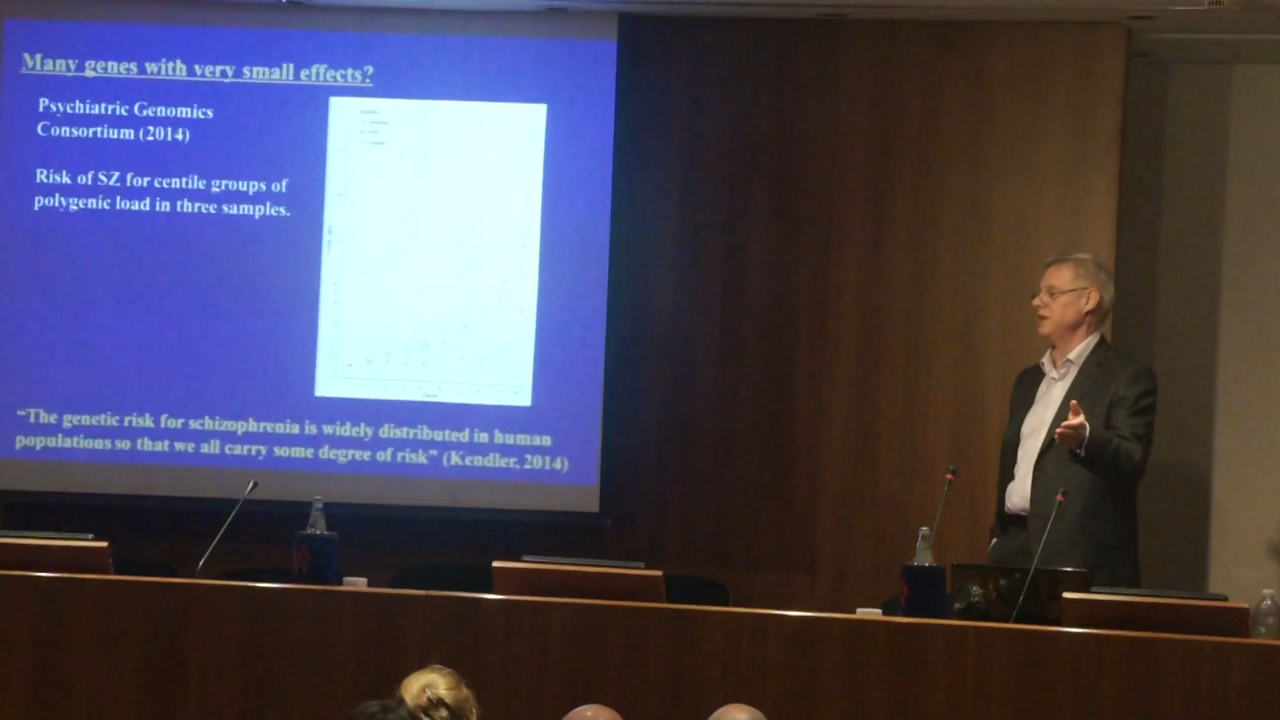 Many genes with very small effects?
Psychiatric Genomics
Consortium (2014)
Risk of SZ for centile groups of
polygenic load in three samples.
“The genetic risk for schizophrenia is widely distributed in human
populations so that we all carry some degree of risk” (Kendler, 2014)